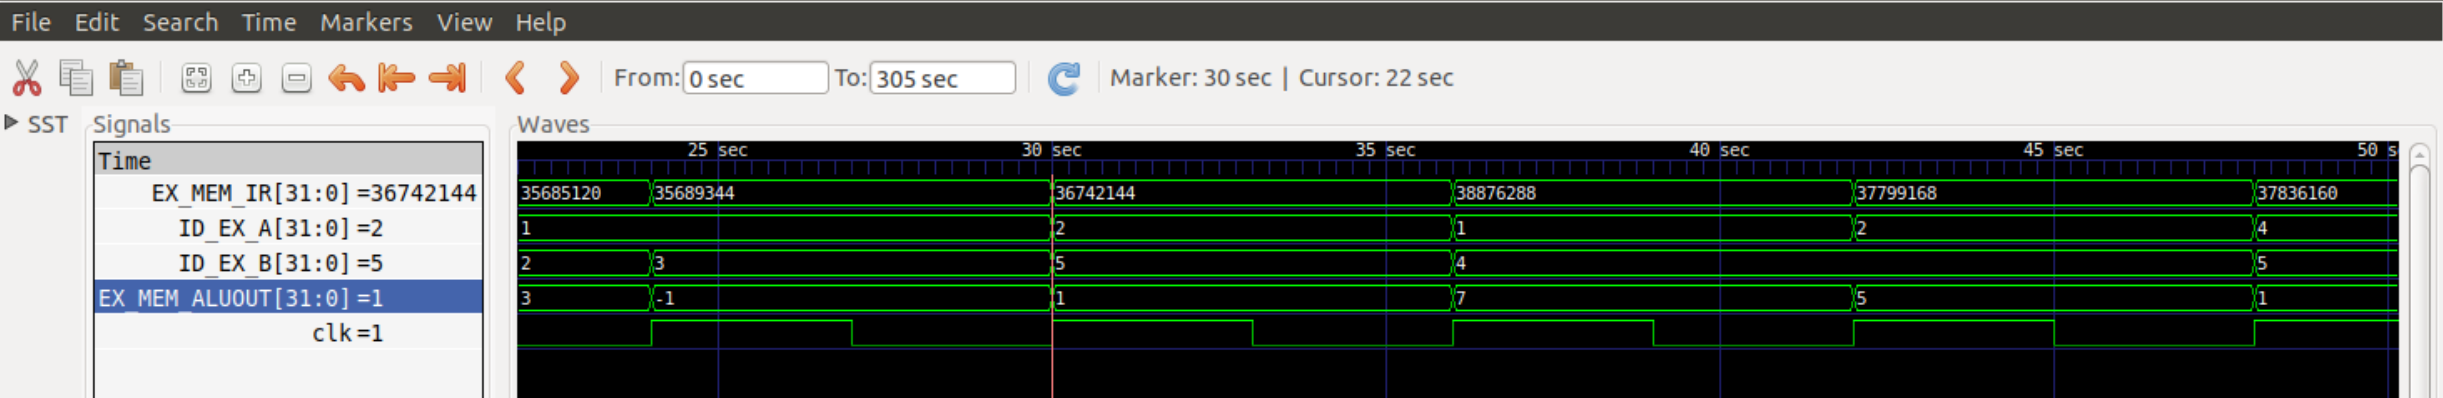 File Edit Search Time Markers View Help
From: 0 sec To: 305 sec Marker: 30 sec | Cursor: 22 sec
SST Signals Waves
Time 25 sec 30 sec 35 sec 40 sec 45 sec 50 s
EX_MEM_IR[31:0] =36742144 35685120 35689344 36742144 38876288 37799168 37836160
ID_EX_A[31:0] =2 1 2 1 2 4
ID_EX_B[31:0] =5 2 3 5 4 5
EX_MEM_ALUOUT[31:0] =1 3 -1 1 7 5 1
clk =1